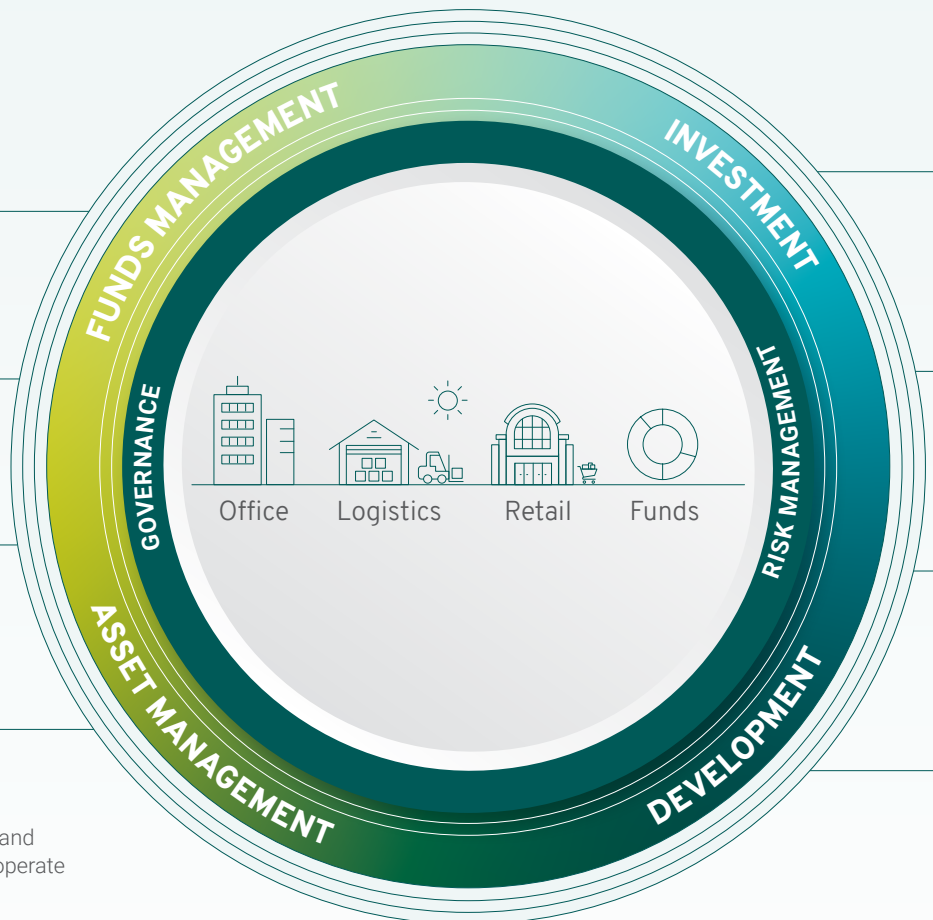 FUNDS MANAGEMENT
INVESTMENT
GOVERNANCE
RISK MANAGEMENT
Office
Logistics
Retail
Funds
ASSET MANAGEMENT
DEVELOPMENT
and
operate